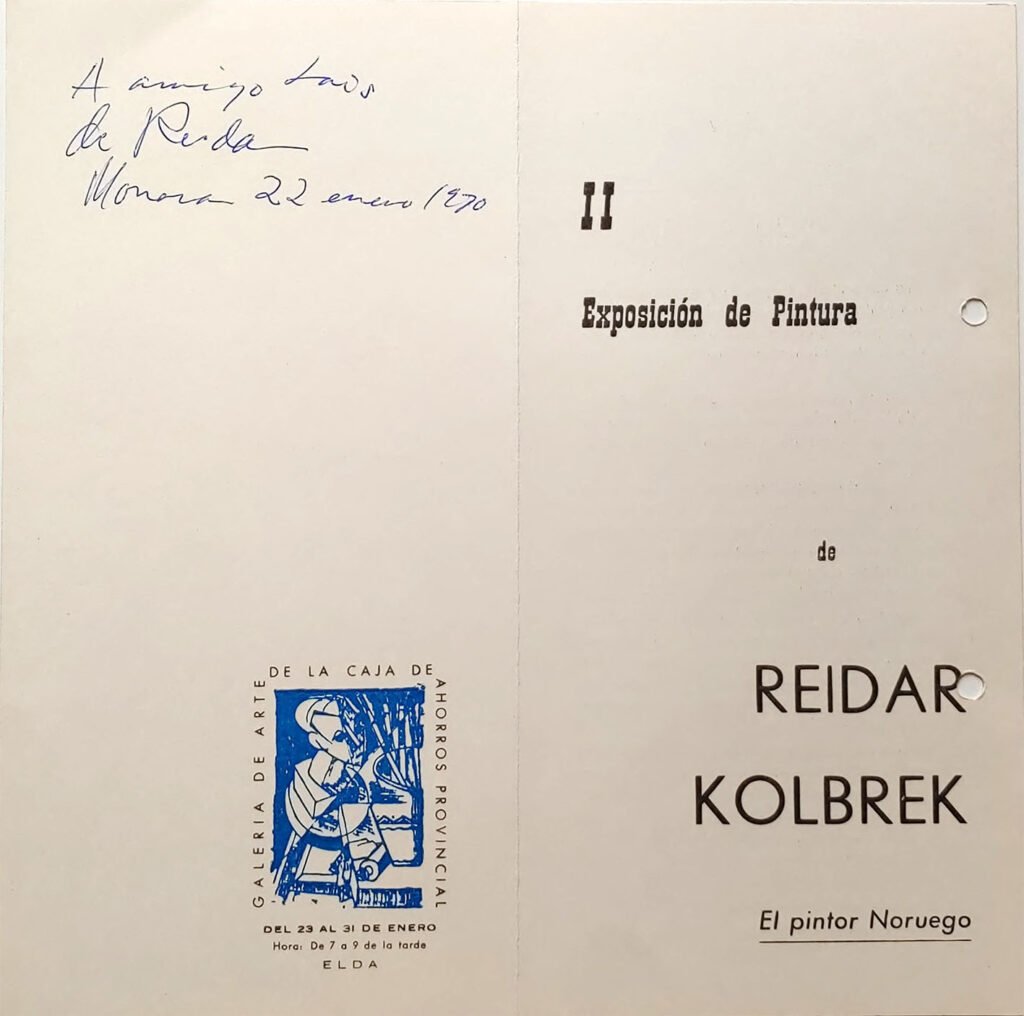 A amigo
de Reidar
22 enero 1970
GALERIA DE ARTE
DE LA CAJA DE
AHORROS PROVINCIAL
DEL 23 AL 31 DE ENERO
Hora: De 7 a 9 de la tarde
ELDA
II
Exposición de Pintura
de
REIDAR
KOLBREK
El pintor Noruego